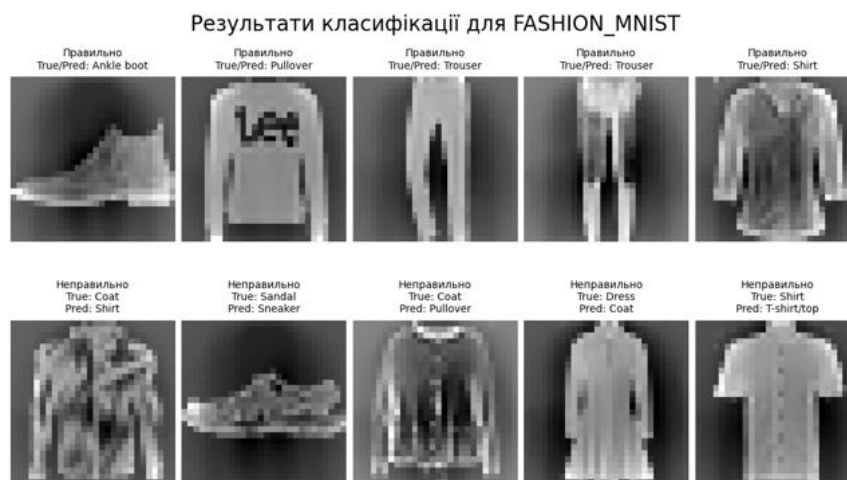 Результати класифікації для FASHION_MNIST
Правильно
True/Pred: Ankle boot
Правильно
True/Pred: Pullover
Правильно
True/Pred: Trouser
Правильно
True/Pred: Trouser
Правильно
True/Pred: Shirt
Lee
Неправильно
True: Coat
Pred: Shirt
Неправильно
True: Sandal
Pred: Sneaker
Неправильно
True: Coat
Pred: Pullover
Неправильно
True: Dress
Pred: Coat
Неправильно
True: Shirt
Pred: T-shirt/top